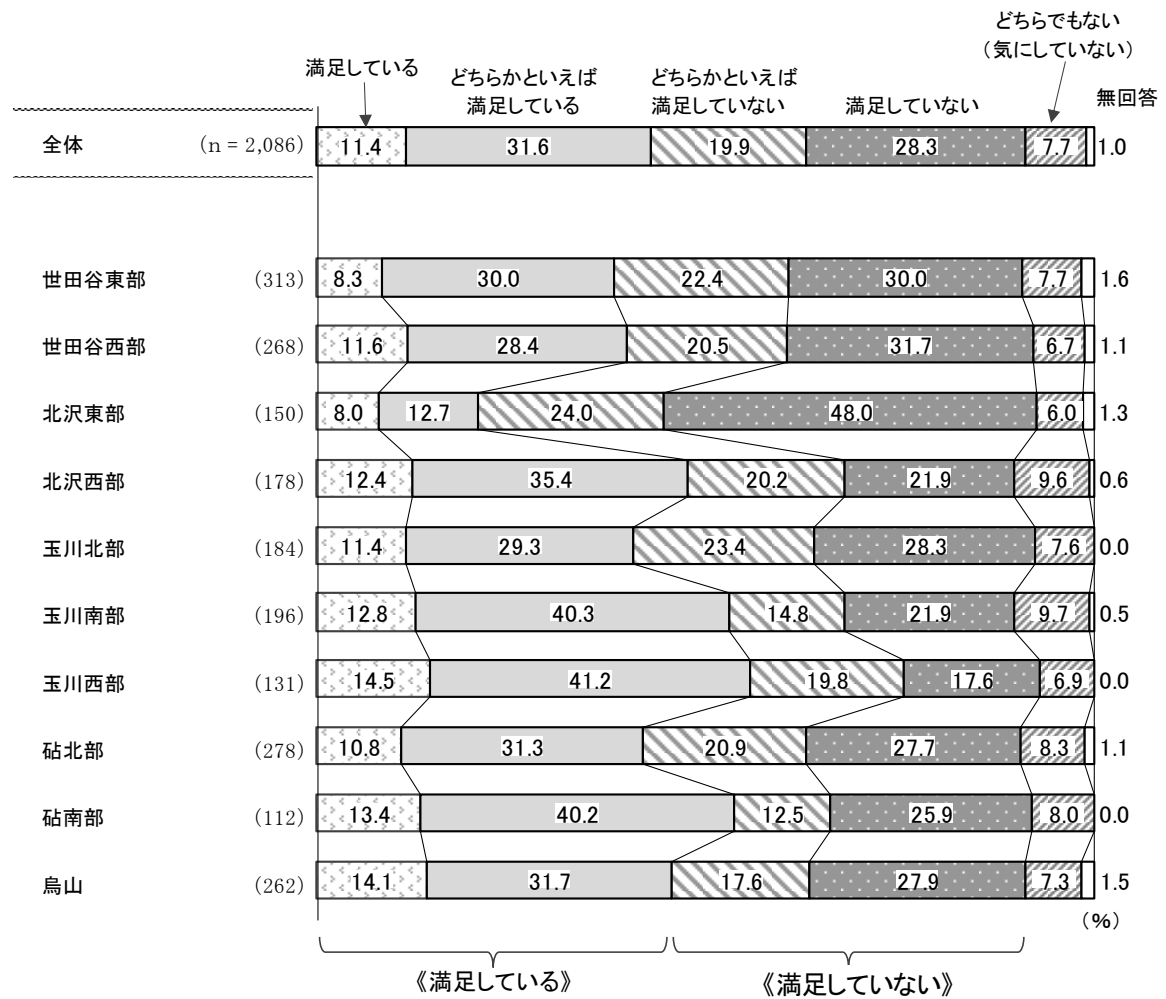 どちらでもない
（気にしていない）
満足している
どちらかといえば
満足している
どちらかといえば
満足していない
満足していない
無回答
全体 (n = 2,086) 11.4 31.6 19.9 28.3 7.7 1.0
世田谷東部 (313) 8.3 30.0 22.4 30.0 7.7 1.6
世田谷西部 (268) 11.6 28.4 20.5 31.7 6.7 1.1
北沢東部 (150) 8.0 12.7 24.0 48.0 6.0 1.3
北沢西部 (178) 12.4 35.4 20.2 21.9 9.6 0.6
玉川北部 (184) 11.4 29.3 23.4 28.3 7.6 0.0
玉川南部 (196) 12.8 40.3 14.8 21.9 9.7 0.5
玉川西部 (131) 14.5 41.2 19.8 17.6 6.9 0.0
砧北部 (278) 10.8 31.3 20.9 27.7 8.3 1.1
砧南部 (112) 13.4 40.2 12.5 25.9 8.0 0.0
烏山 (262) 14.1 31.7 17.6 27.9 7.3 1.5
(%)
《満足している》 《満足していない》